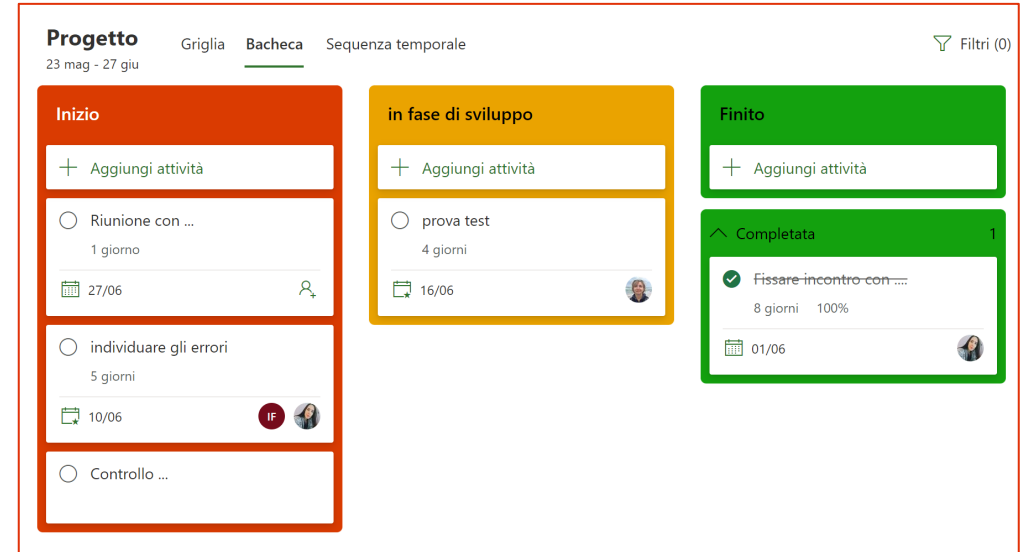 Progetto
23 mag - 27 giu
Griglia Bacheca Sequenza temporale
Filtri (0)
Inizio
Aggiungi attività
Riunione con ...
1 giorno
27/06
individuare gli errori
5 giorni
10/06
IF
Controllo ...
in fase di sviluppo
Aggiungi attività
prova test
4 giorni
16/06
Finito
Aggiungi attività
Completata 1
Fissare incontro con ....
8 giorni 100%
01/06